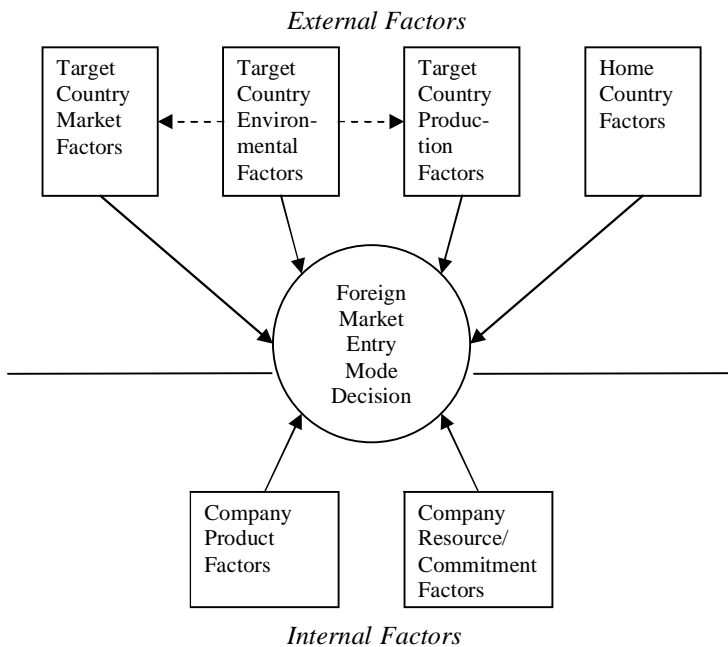 External Factors
Target
Country
Market
Factors
Target
Country
Environ-
mental
Factors
Target
Country
Produc-
tion
Factors
Home
Country
Factors
Foreign
Market
Entry
Mode
Decision
Company
Product
Factors
Company
Resource/
Commitment
Factors
Internal Factors